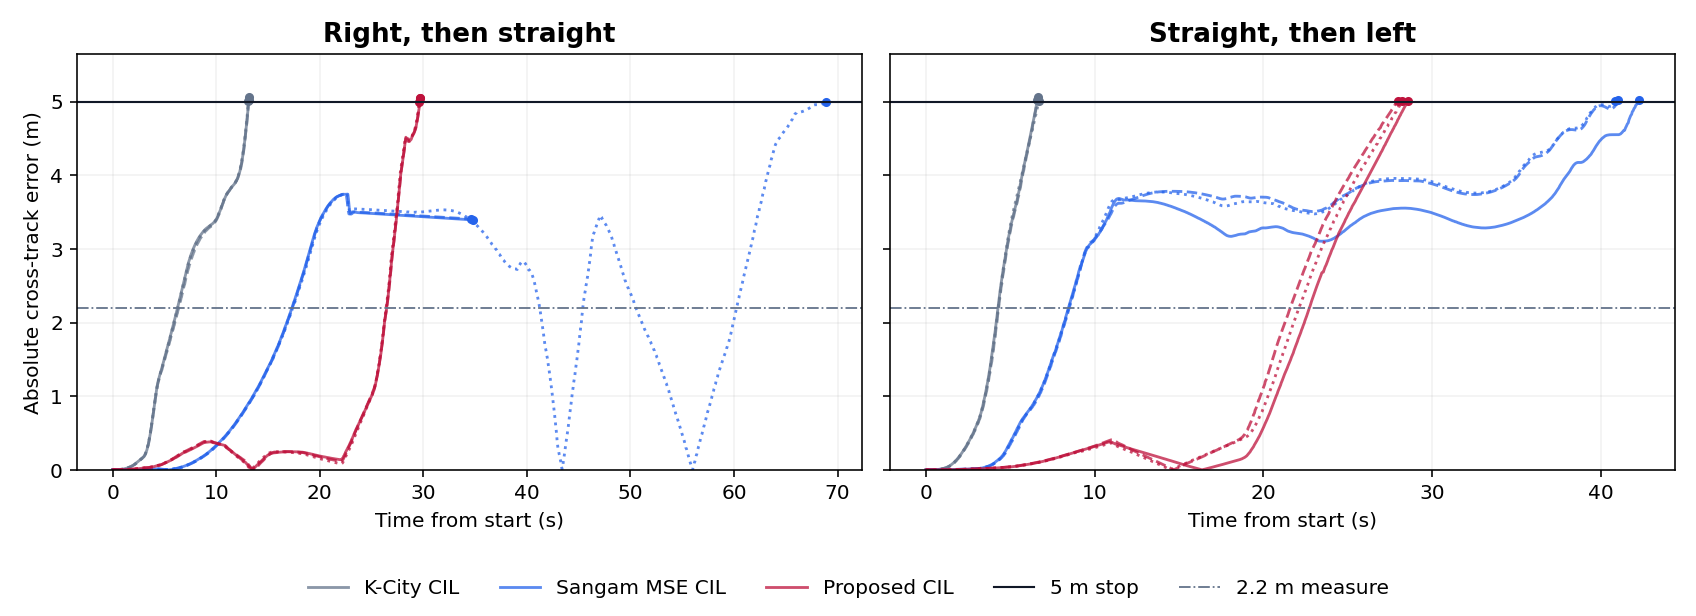 Right, then straight
Straight, then left
Absolute cross-track error (m)
5
4
3
2
1
0
0 10 20 30 40 50 60 70
0 10 20 30 40
Time from start (s)
Time from start (s)
K-City CIL
Sangam MSE CIL
Proposed CIL
5 m stop
2.2 m measure